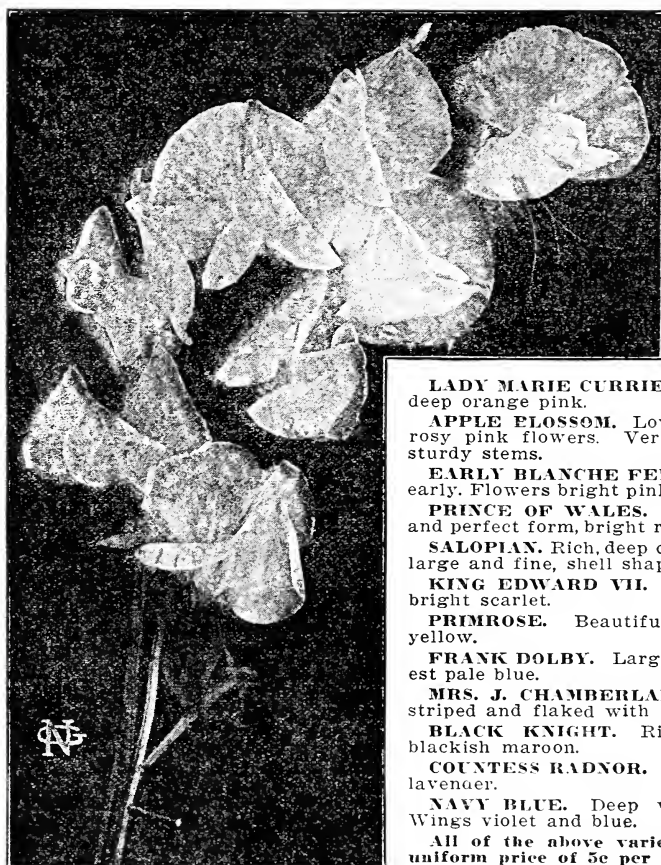 LADY MARIE CURRIE
deep orange pink.
APPLE BLOSSOM. Lov
rosy pink flowers. Ver
sturdy stems.
EARLY BLANCHE FE
early. Flowers bright pink
PRINCE OF WALES.
and perfect form, bright r
SALOPIAN. Rich, deep c
large and fine, shell shap
KING EDWARD VII.
bright scarlet.
PRIMROSE. Beautifu
yellow.
FRANK DOLBY. Larg
est pale blue.
MRS. J. CHAMBERLA
striped and flaked with
BLACK KNIGHT. Ri
blackish maroon.
COUNTESS RADNOR.
lavender.
NAVY BLUE. Deep v
Wings violet and blue.
All of the above varie
uniform price of 5c per